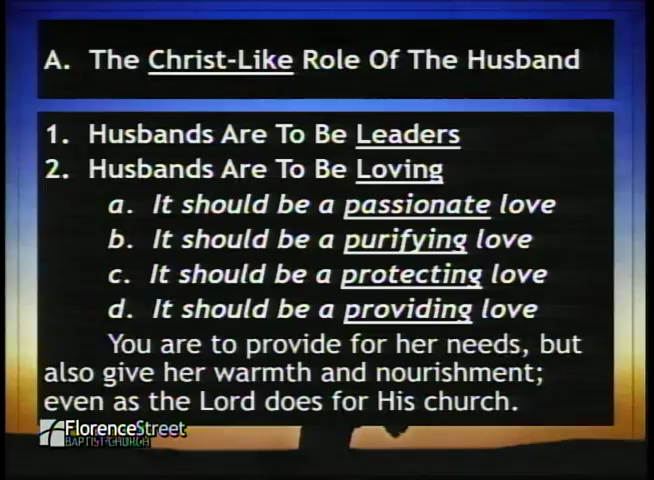 A. The Christ-Like Role Of The Husband
1. Husbands Are To Be Leaders
2. Husbands Are To Be Loving
a. It should be a passionate love
b. It should be a purifying love
c. It should be a protecting love
d. It should be a providing love
You are to provide for her needs, but
also give her warmth and nourishment;
even as the Lord does for His church.
FlorenceStreet
BAPTIST CHURCH